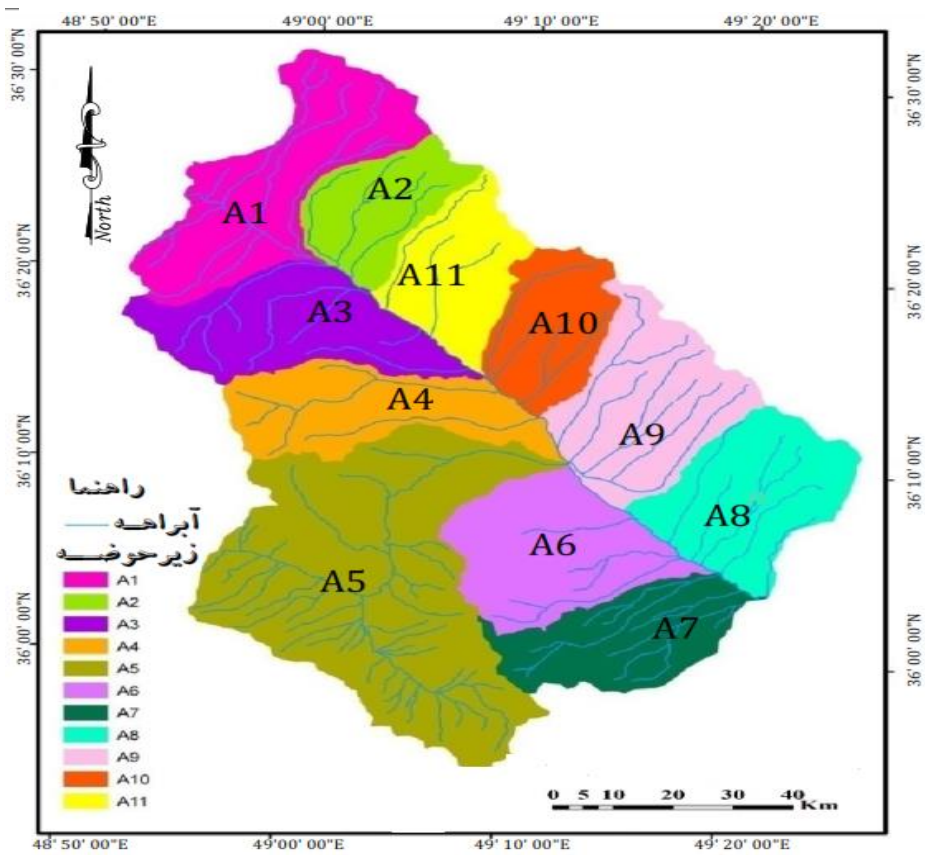 48° 50' 00"E 49° 00' 00"E 49° 10' 00"E 49° 20' 00"E
36° 30' 00"N
36° 30' 00"N
North
A1
A2
A11
36° 20' 00"N
36° 20' 00"N
A3
A10
A4
A9
36° 10' 00"N
36° 10' 00"N
A8
A6
A5
A7
36° 00' 00"N
36° 00' 00"N
راهنما
آبراهه
زیرحوضه
A1
A2
A3
A4
A5
A6
A7
A8
A9
A10
A11
0 5 10 20 30 40
Km
48° 50' 00"E 49° 00' 00"E 49° 10' 00"E 49° 20' 00"E